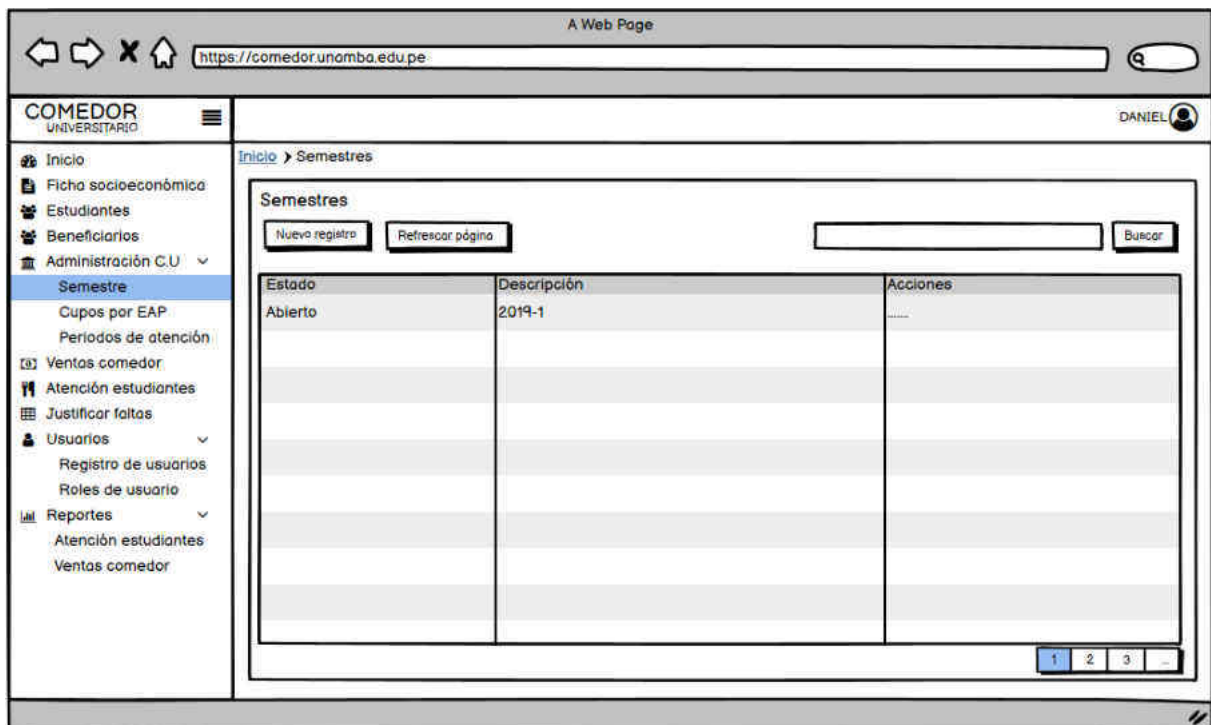 A Web Page
https://comedor.unamba.edu.pe
COMEDOR
UNIVERSITARIO
DANIEL
Inicio
Ficha socioeconómica
Estudiantes
Beneficiarios
Administración C.U
Semestre
Cupos por EAP
Periodos de atención
Ventas comedor
Atención estudiantes
Justificar faltas
Usuarios
Registro de usuarios
Roles de usuario
Reportes
Atención estudiantes
Ventas comedor
Inicio > Semestres
Semestres
Nuevo registro Refrescar página Buscar
Estado Descripción Acciones
Abierto 2019-1 ......
1 2 3 ...